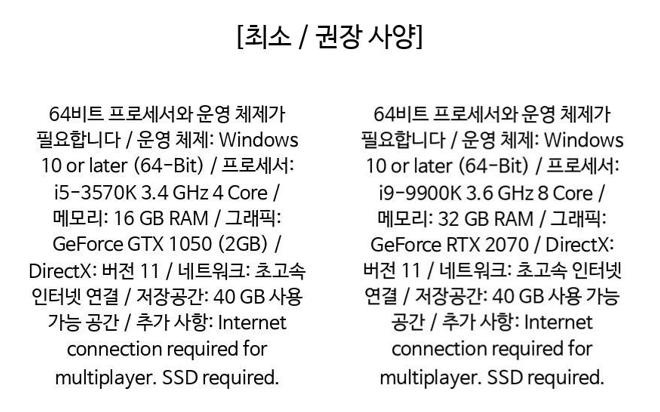 [최소 / 권장 사양]
64비트 프로세서와 운영 체제가
필요합니다 / 운영 체제: Windows
10 or later (64-Bit) / 프로세서:
i5-3570K 3.4 GHz 4 Core /
메모리: 16 GB RAM / 그래픽:
GeForce GTX 1050 (2GB) /
DirectX: 버전 11 / 네트워크: 초고속
인터넷 연결 / 저장공간: 40 GB 사용
가능 공간 / 추가 사항: Internet
connection required for
multiplayer. SSD required.
64비트 프로세서와 운영 체제가
필요합니다 / 운영 체제: Windows
10 or later (64-Bit) / 프로세서:
i9-9900K 3.6 GHz 8 Core /
메모리: 32 GB RAM / 그래픽:
GeForce RTX 2070 / DirectX:
버전 11 / 네트워크: 초고속 인터넷
연결 / 저장공간: 40 GB 사용 가능
공간 / 추가 사항: Internet
connection required for
multiplayer. SSD required.